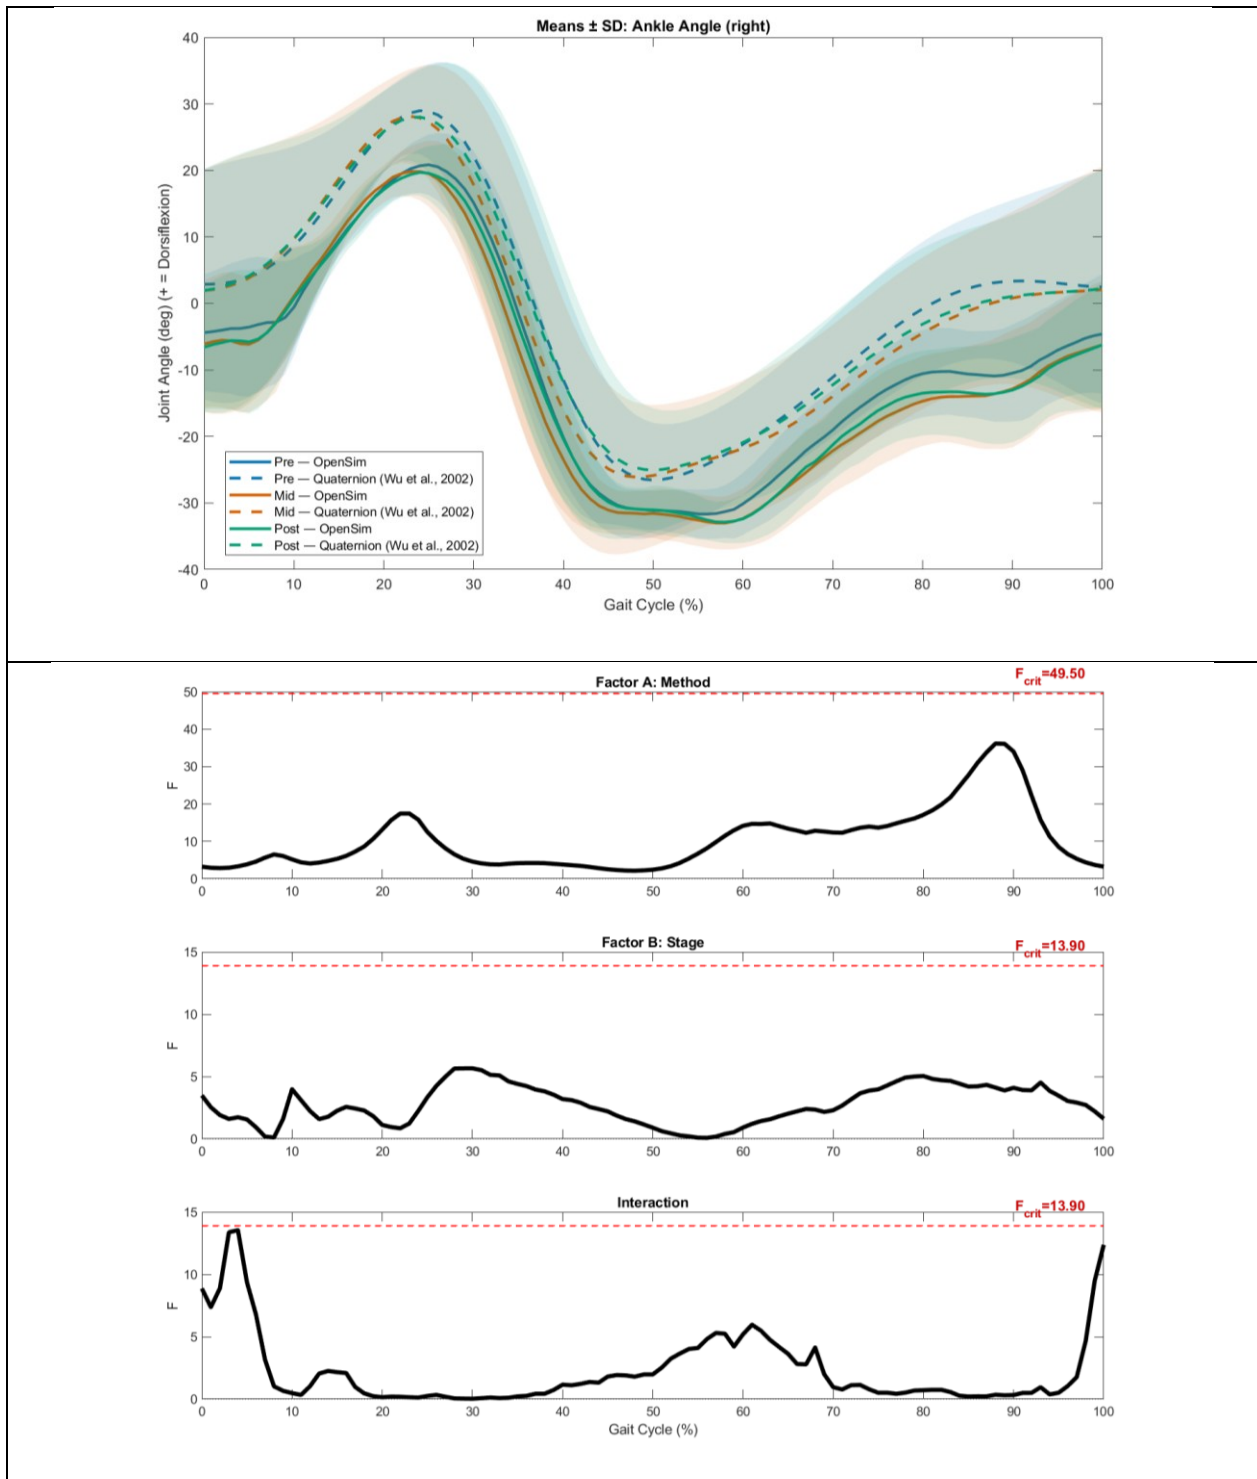 Means ± SD: Ankle Angle (right)
40
30
20
10
0
-10
-20
-30
-40
Joint Angle (deg) (+ = Dorsiflexion)
Pre — OpenSim
Pre — Quaternion (Wu et al., 2002)
Mid — OpenSim
Mid — Quaternion (Wu et al., 2002)
Post — OpenSim
Post — Quaternion (Wu et al., 2002)
0 10 20 30 40 50 60 70 80 90 100
Gait Cycle (%)
Factor A: Method
Fcrit=49.50
50
40
30
20
10
0
F
0 10 20 30 40 50 60 70 80 90 100
Factor B: Stage
Fcrit=13.90
15
10
5
0
F
0 10 20 30 40 50 60 70 80 90 100
Interaction
Fcrit=13.90
15
10
5
0
F
0 10 20 30 40 50 60 70 80 90 100
Gait Cycle (%)